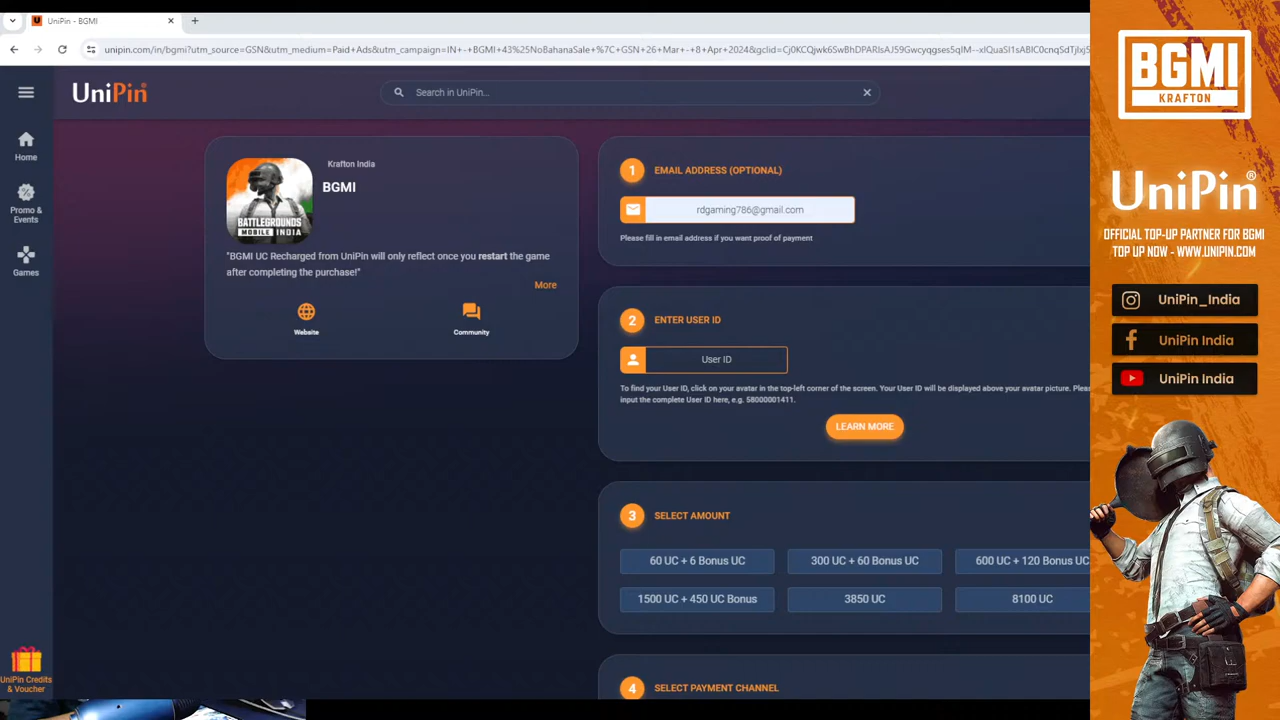 UniPin - BGMI
unipin.com/in/bgmi?utm_source=GSN&utm_medium=Paid+Ads&utm_campaign=IN+-+BGMI+43%25NoBahanaSale+%7C+GSN+26+Mar+-+8+Apr+2024&gclid=
UniPin
Search in UniPin...
Home
Promo &
Events
Games
UniPin Credits
& Voucher
Krafton India
BGMI
BATTLEGROUNDS
MOBILE INDIA
"BGMI UC Recharged from UniPin will only reflect once you restart the game
after completing the purchase!"
More
Website
Community
1 EMAIL ADDRESS (OPTIONAL)
rdgaming786@gmail.com
Please fill in email address if you want proof of payment
2 ENTER USER ID
User ID
To find your User ID, click on your avatar in the top-left corner of the screen. Your User ID will be displayed above your avatar picture. Plea
input the complete User ID here, e.g. 58000001411.
LEARN MORE
3 SELECT AMOUNT
60 UC + 6 Bonus UC
300 UC + 60 Bonus UC
600 UC + 120 Bonus UC
1500 UC + 450 UC Bonus
3850 UC
8100 UC
4 SELECT PAYMENT CHANNEL
BGMI
KRAFTON
UniPin®
OFFICIAL TOP-UP PARTNER FOR BGMI
TOP UP NOW - WWW.UNIPIN.COM
UniPin_India
UniPin India
UniPin India